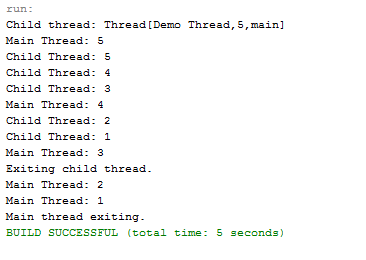 run:
Child thread: Thread[Demo Thread,5,main]
Main Thread: 5
Child Thread: 5
Child Thread: 4
Child Thread: 3
Main Thread: 4
Child Thread: 2
Child Thread: 1
Main Thread: 3
Exiting child thread.
Main Thread: 2
Main Thread: 1
Main thread exiting.
BUILD SUCCESSFUL (total time: 5 seconds)